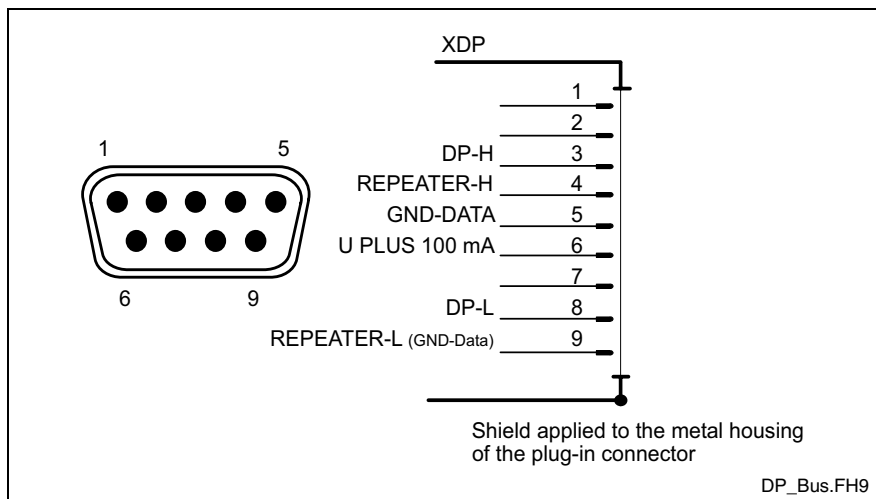 XDP
1
2
1 5
DP-H 3
REPEATER-H 4
GND-DATA 5
U PLUS 100 mA 6
7
6 9
DP-L 8
REPEATER-L (GND-Data) 9
Shield applied to the metal housing
of the plug-in connector
DP_Bus.FH9